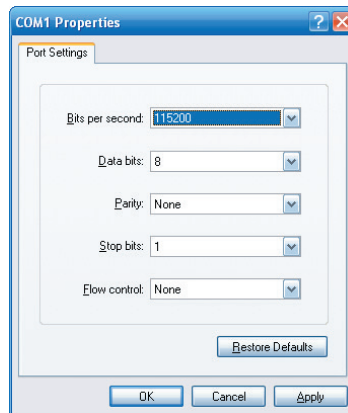 COM1 Properties
Port Settings
Bits per second: 115200
Data bits: 8
Parity: None
Stop bits: 1
Flow control: None
Restore Defaults
OK Cancel Apply